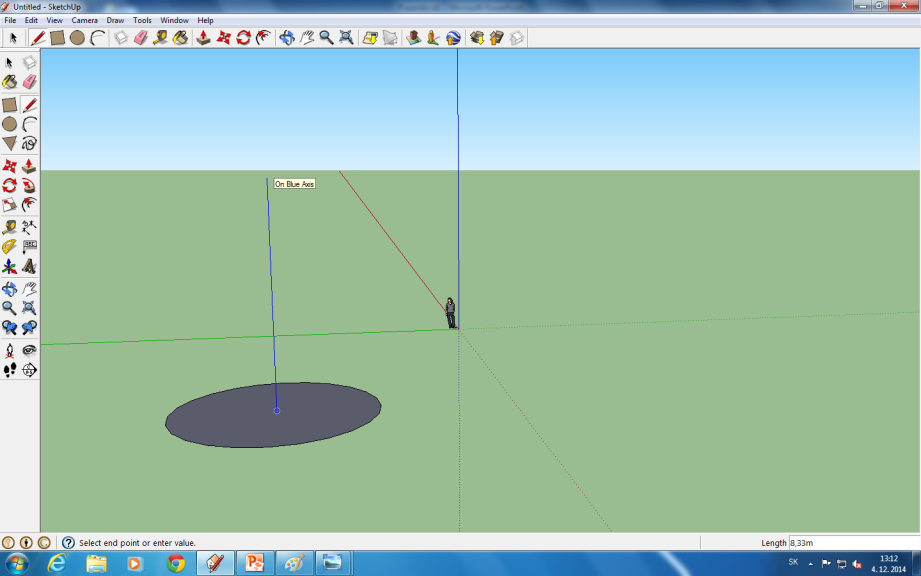 Untitled - SketchUp
File Edit View Camera Draw Tools Window Help
On Blue Axis
ABC
Select end point or enter value.
Length 8,33m
SK
13:12
4. 12. 2014